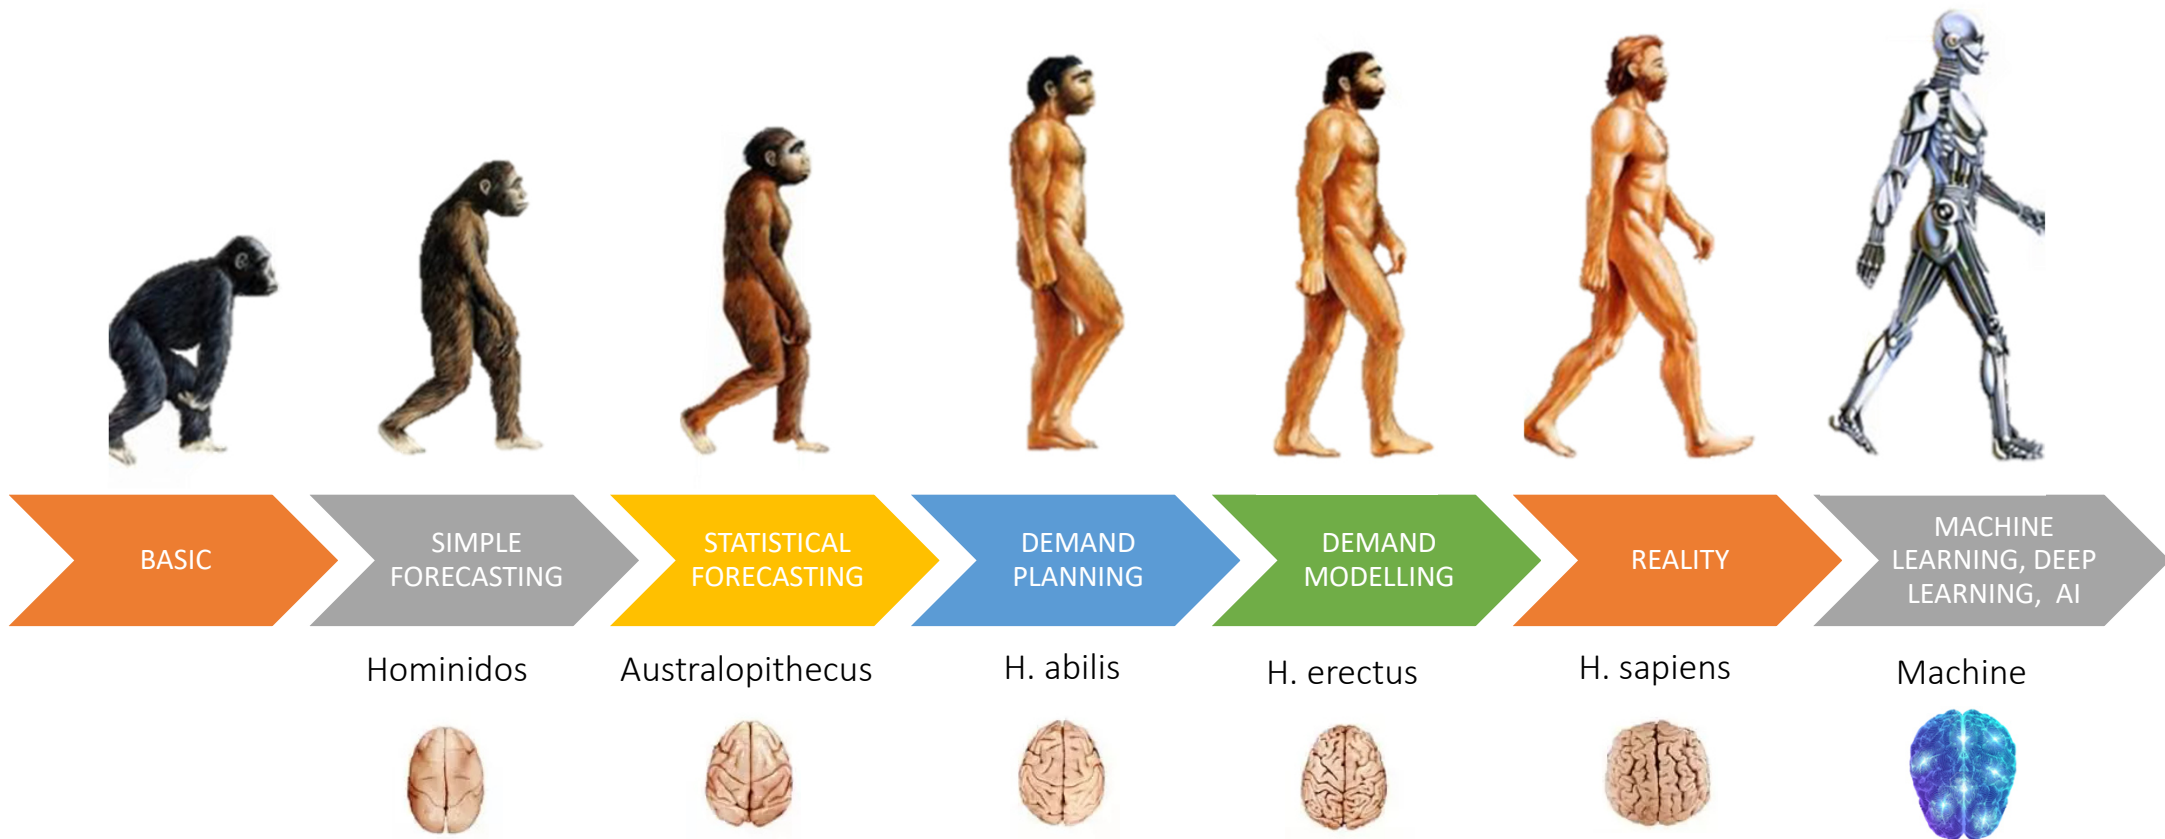 BASIC
SIMPLE
FORECASTING
STATISTICAL
FORECASTING
DEMAND
PLANNING
DEMAND
MODELLING
REALITY
MACHINE
LEARNING, DEEP
LEARNING, AI
Hominidos
Australopithecus
H. abilis
H. erectus
H. sapiens
Machine